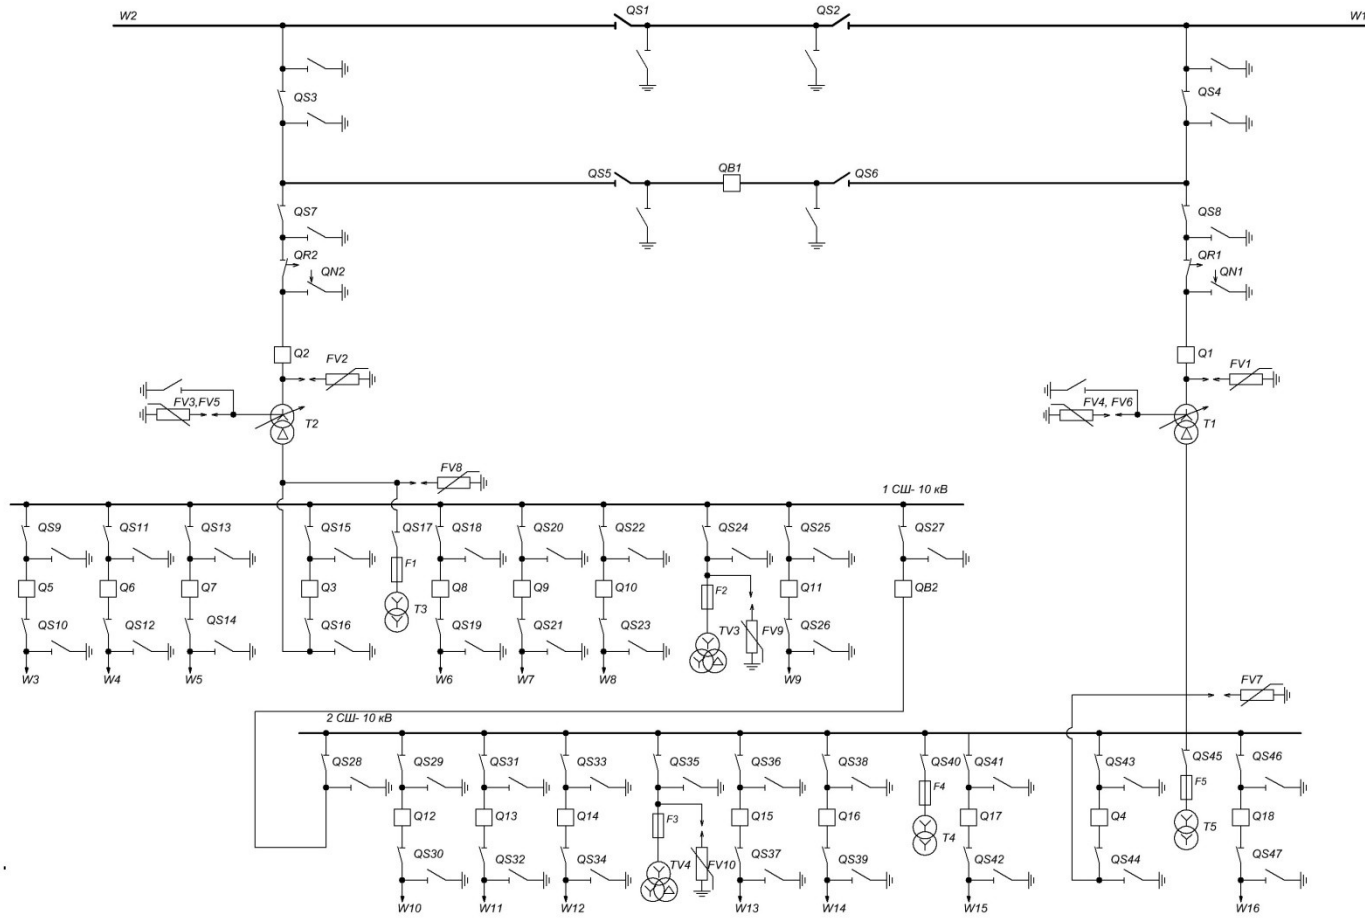 W2 QS1 QS2 W1
QS3 QS4
QS5 QB1 QS6
QS7 QS8
QR2 QR1
QN2 QN1
Q2 FV2 Q1 FV1
FV3,FV5 FV4, FV6
T2 T1
FV8
1 СШ- 10 кВ
QS9 QS11 QS13 QS15 QS17 QS18 QS20 QS22 QS24 QS25 QS27
F1
Q5 Q6 Q7 Q3 Q8 Q9 Q10 F2 Q11 QB2
T3
QS10 QS12 QS14 QS16 QS19 QS21 QS23 TV3 FV9 QS26
W3 W4 W5 W6 W7 W8 W9
FV7
2 СШ- 10 кВ
QS28 QS29 QS31 QS33 QS35 QS36 QS38 QS40 QS41 QS43 QS45 QS46
F4 F5
Q12 Q13 Q14 F3 Q15 Q16 Q17 Q4 Q18
T4 T5
QS30 QS32 QS34 TV4 FV10 QS37 QS39 QS42 QS44 QS47
W10 W11 W12 W13 W14 W15 W16